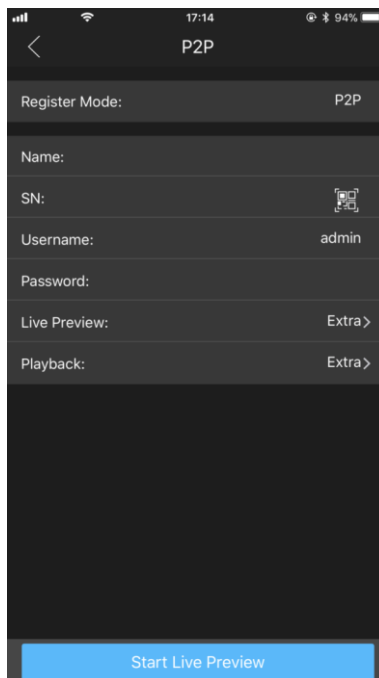 17:14
94%
P2P
Register Mode: P2P
Name:
SN:
Username: admin
Password:
Live Preview: Extra>
Playback: Extra>
Start Live Preview